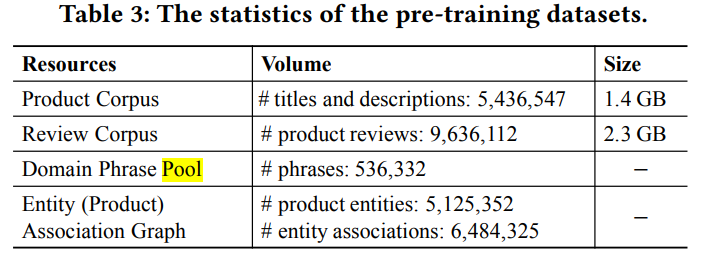 Table 3: The statistics of the pre-training datasets.
Resources Volume Size
Product Corpus # titles and descriptions: 5,436,547 1.4 GB
Review Corpus # product reviews: 9,636,112 2.3 GB
Domain Phrase Pool # phrases: 536,332 –
Entity (Product) # product entities: 5,125,352
Association Graph # entity associations: 6,484,325 –